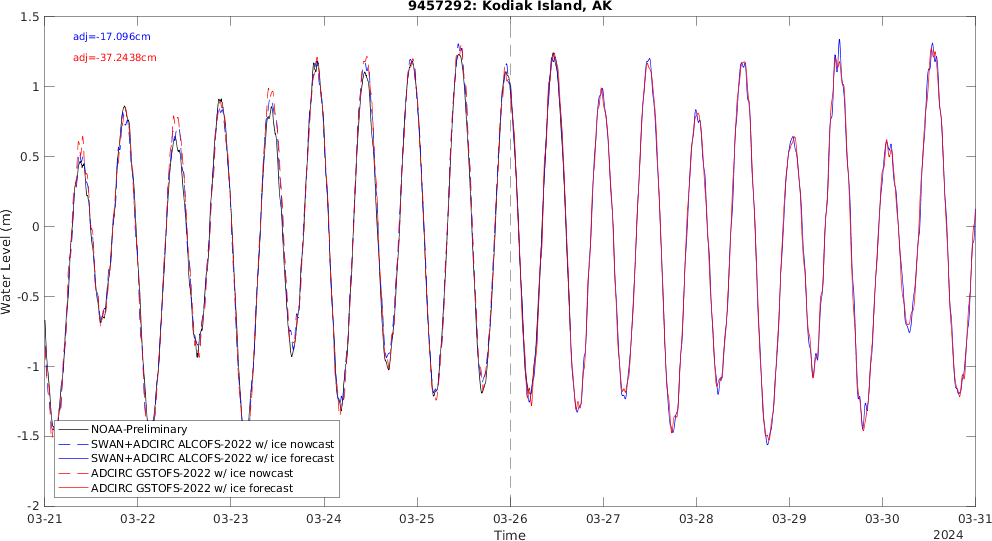 9457292: Kodiak Island, AK
adj=-17.096cm
adj=-37.2438cm
Water Level (m)
1.5
1
0.5
0
-0.5
-1
-1.5
-2
NOAA-Preliminary
SWAN+ADCIRC ALCOFS-2022 w/ ice nowcast
SWAN+ADCIRC ALCOFS-2022 w/ ice forecast
ADCIRC GSTOFS-2022 w/ ice nowcast
ADCIRC GSTOFS-2022 w/ ice forecast
03-21 03-22 03-23 03-24 03-25 03-26 03-27 03-28 03-29 03-30 03-31
Time
2024